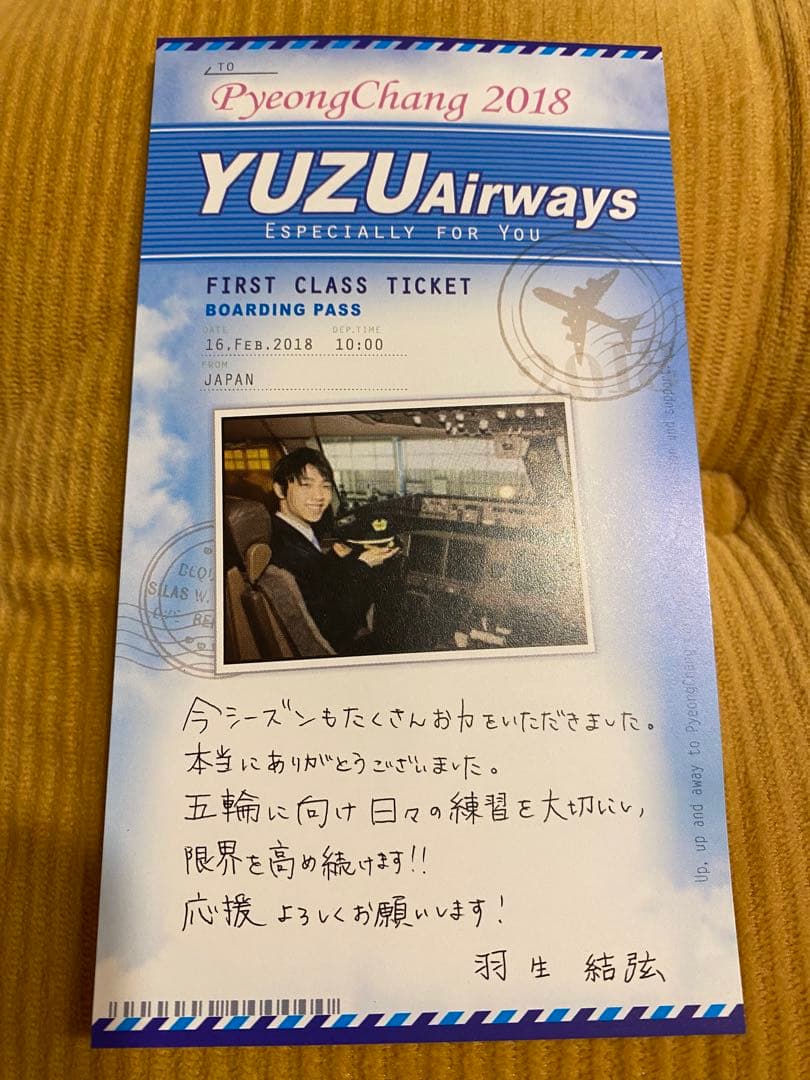 TO
PyeongChang 2018
YUZU Airways
ESPECIALLY FOR YOU
FIRST CLASS TICKET
BOARDING PASS
DATE DEP.TIME
16.FEB.2018 10:00
FROM
JAPAN
SILAS W.
今シーズンもたくさんお力をいただきました。
本当にありがとうございました。
五輪に向け日々の練習を大切にし,
限界を高め続けます!!
応援よろしくお願いします!
羽生 結弦
Up, up and away to PyeongChang
and support